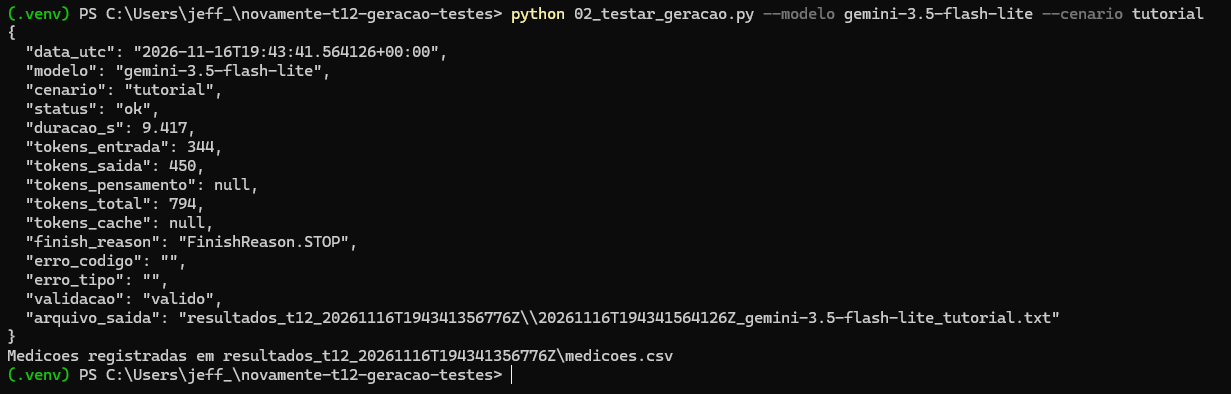 (.venv) PS C:\Users\jeff_\novamente-t12-geracao-testes> python 02_testar_geracao.py --modelo gemini-3.5-flash-lite --cenario tutorial
{
  "data_utc": "2026-11-16T19:43:41.564126+00:00",
  "modelo": "gemini-3.5-flash-lite",
  "cenario": "tutorial",
  "status": "ok",
  "duracao_s": 9.417,
  "tokens_entrada": 344,
  "tokens_saida": 450,
  "tokens_pensamento": null,
  "tokens_total": 794,
  "tokens_cache": null,
  "finish_reason": "FinishReason.STOP",
  "erro_codigo": "",
  "erro_tipo": "",
  "validacao": "valido",
  "arquivo_saida": "resultados_t12_20261116T194341356776Z\\20261116T194341564126Z_gemini-3.5-flash-lite_tutorial.txt"
}
Medicoes registradas em resultados_t12_20261116T194341356776Z\medicoes.csv
(.venv) PS C:\Users\jeff_\novamente-t12-geracao-testes>